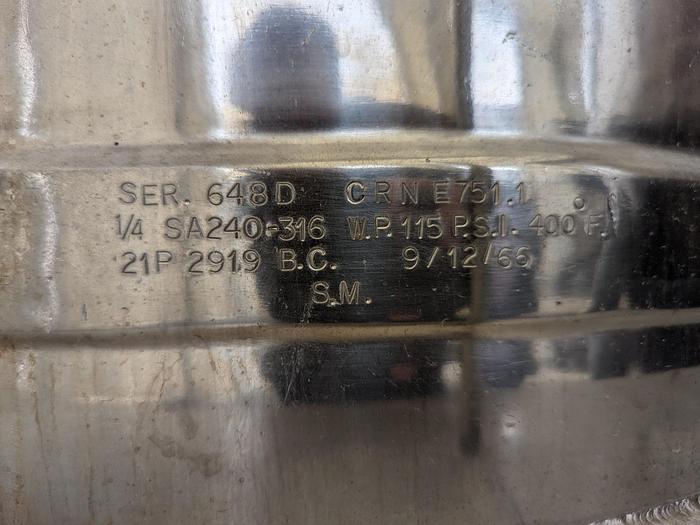 SER. 648D CRN E751.1
1/4 SA240-316 W.P. 115 P.S.I. 400°F.
21P 2919 B.C. 9/12/66
S.M.